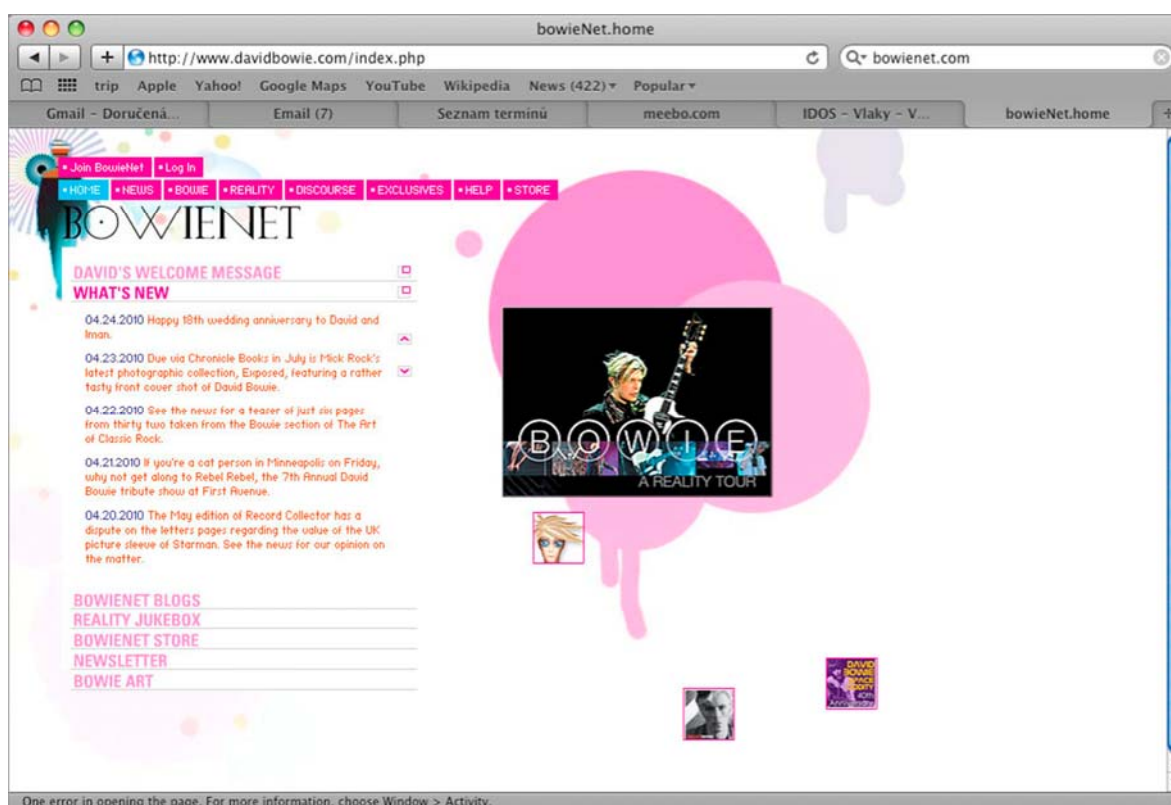 bowieNet.home
http://www.davidbowie.com/index.php
bowienet.com
trip Apple Yahoo! Google Maps YouTube Wikipedia News (422) Popular
Gmail – Doručená... Email (7) Seznam termínů meebo.com IDOS – Vlaky – V... bowieNet.home
Join BowieNet Log In
HOME NEWS BOWIE REALITY DISCOURSE EXCLUSIVES HELP STORE
BOWIENET
DAVID'S WELCOME MESSAGE
WHAT'S NEW
04.24.2010 Happy 18th wedding anniversary to David and
Iman.
04.23.2010 Due via Chronicle Books in July is Mick Rock's
latest photographic collection, Exposed, featuring a rather
tasty front cover shot of David Bowie.
04.22.2010 See the news for a teaser of just six pages
from thirty two taken from the Bowie section of The Art
of Classic Rock.
04.21.2010 If you're a cat person in Minneapolis on Friday,
why not get along to Rebel Rebel, the 7th Annual David
Bowie tribute show at First Avenue.
04.20.2010 The May edition of Record Collector has a
dispute on the letters pages regarding the value of the UK
picture sleeve of Starman. See the news for our opinion on
the matter.
BOWIENET BLOGS
REALITY JUKEBOX
BOWIENET STORE
NEWSLETTER
BOWIE ART
BOWIE
A REALITY TOUR
DAVID
BOWIE
SPACE
ODDITY
40th
Anniversary
One error in opening the page. For more information, choose Window > Activity.